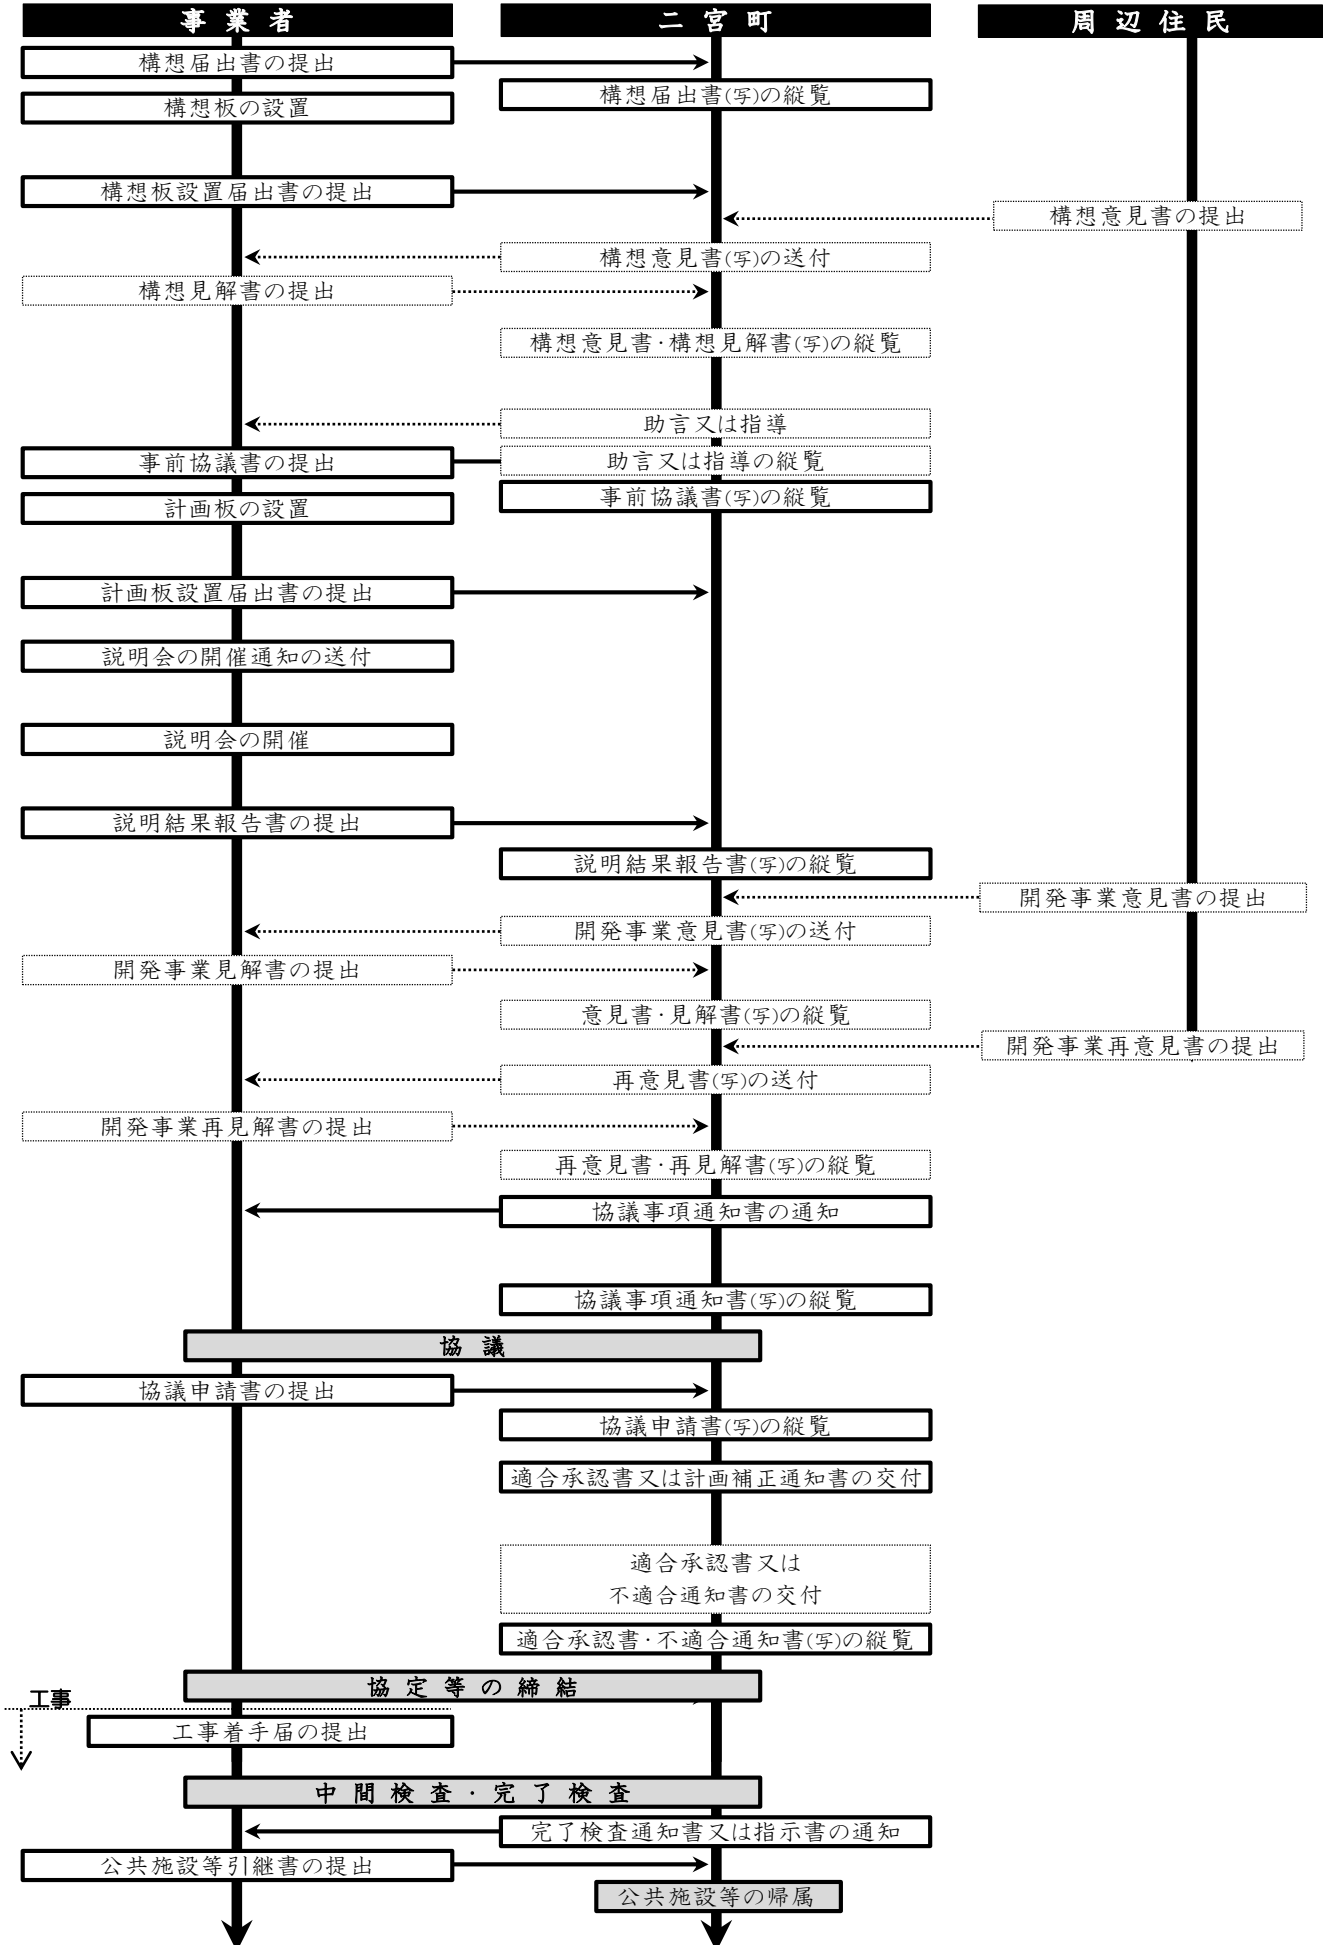 事業者
二宮町
周辺住民
構想届出書の提出
構想届出書(写)の縦覧
構想板の設置
構想板設置届出書の提出
構想意見書の提出
構想意見書(写)の送付
構想見解書の提出
構想意見書・構想見解書(写)の縦覧
助言又は指導
事前協議書の提出
助言又は指導の縦覧
事前協議書(写)の縦覧
計画板の設置
計画板設置届出書の提出
説明会の開催通知の送付
説明会の開催
説明結果報告書の提出
説明結果報告書(写)の縦覧
開発事業意見書の提出
開発事業意見書(写)の送付
開発事業見解書の提出
意見書・見解書(写)の縦覧
開発事業再意見書の提出
再意見書(写)の送付
開発事業再見解書の提出
再意見書・再見解書(写)の縦覧
協議事項通知書の通知
協議事項通知書(写)の縦覧
協議
協議申請書の提出
協議申請書(写)の縦覧
適合承認書又は計画補正通知書の交付
適合承認書又は
不適合通知書の交付
適合承認書・不適合通知書(写)の縦覧
協定等の締結
工事
工事着手届の提出
中間検査・完了検査
完了検査通知書又は指示書の通知
公共施設等引継書の提出
公共施設等の帰属